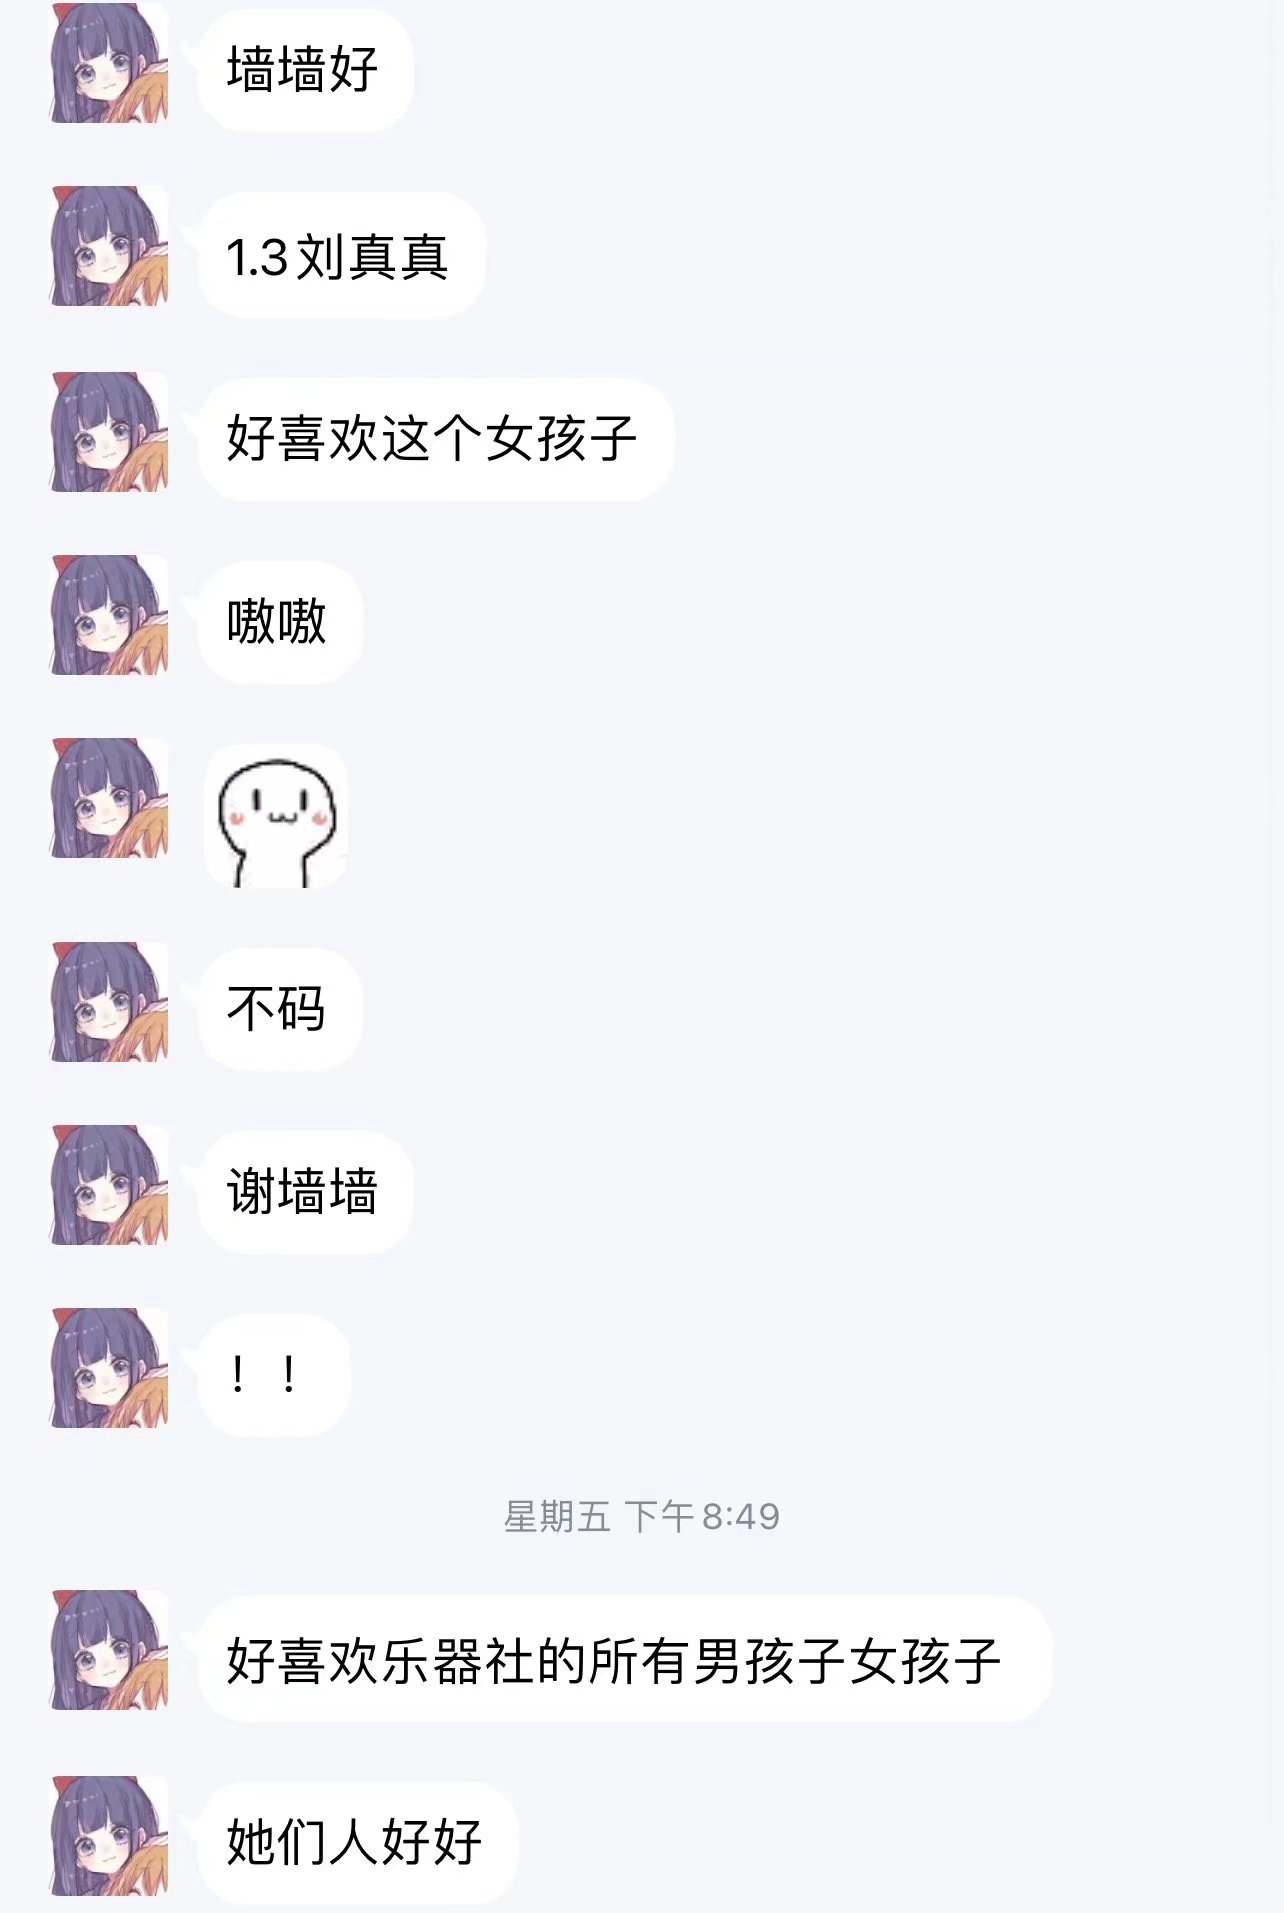 墙墙好
1.3刘真真
好喜欢这个女孩子
嗷嗷
不码
谢墙墙
！！
星期五 下午8:49
好喜欢乐器社的所有男孩子女孩子
她们人好好